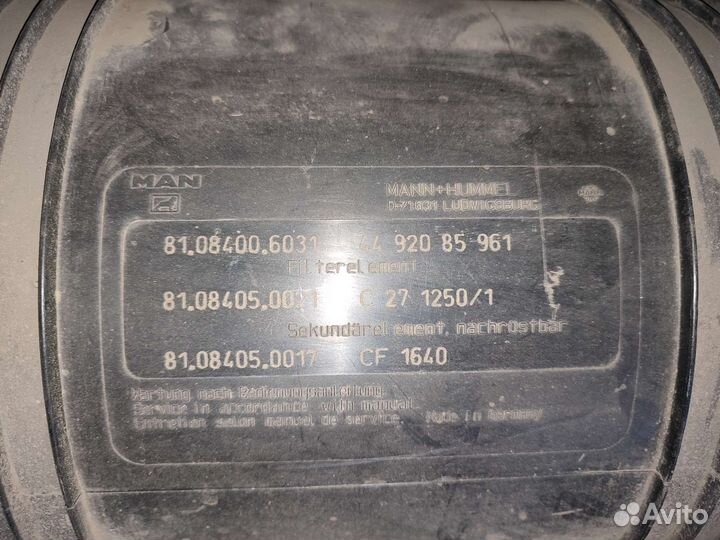 MAN
MANN+HUMMEL
D-71631 LUDWIGSBURG
81.08400.6031 44 920 85 961
Filterelement
81.08405.0021 C 27 1250/1
Sekundärelement, nachrüstbar
81.08405.0017 CF 1640
Wartung nach Bedienungsanleitung
Service in accordance with manual
Entretien selon manuel de service Made in Germany
Avito